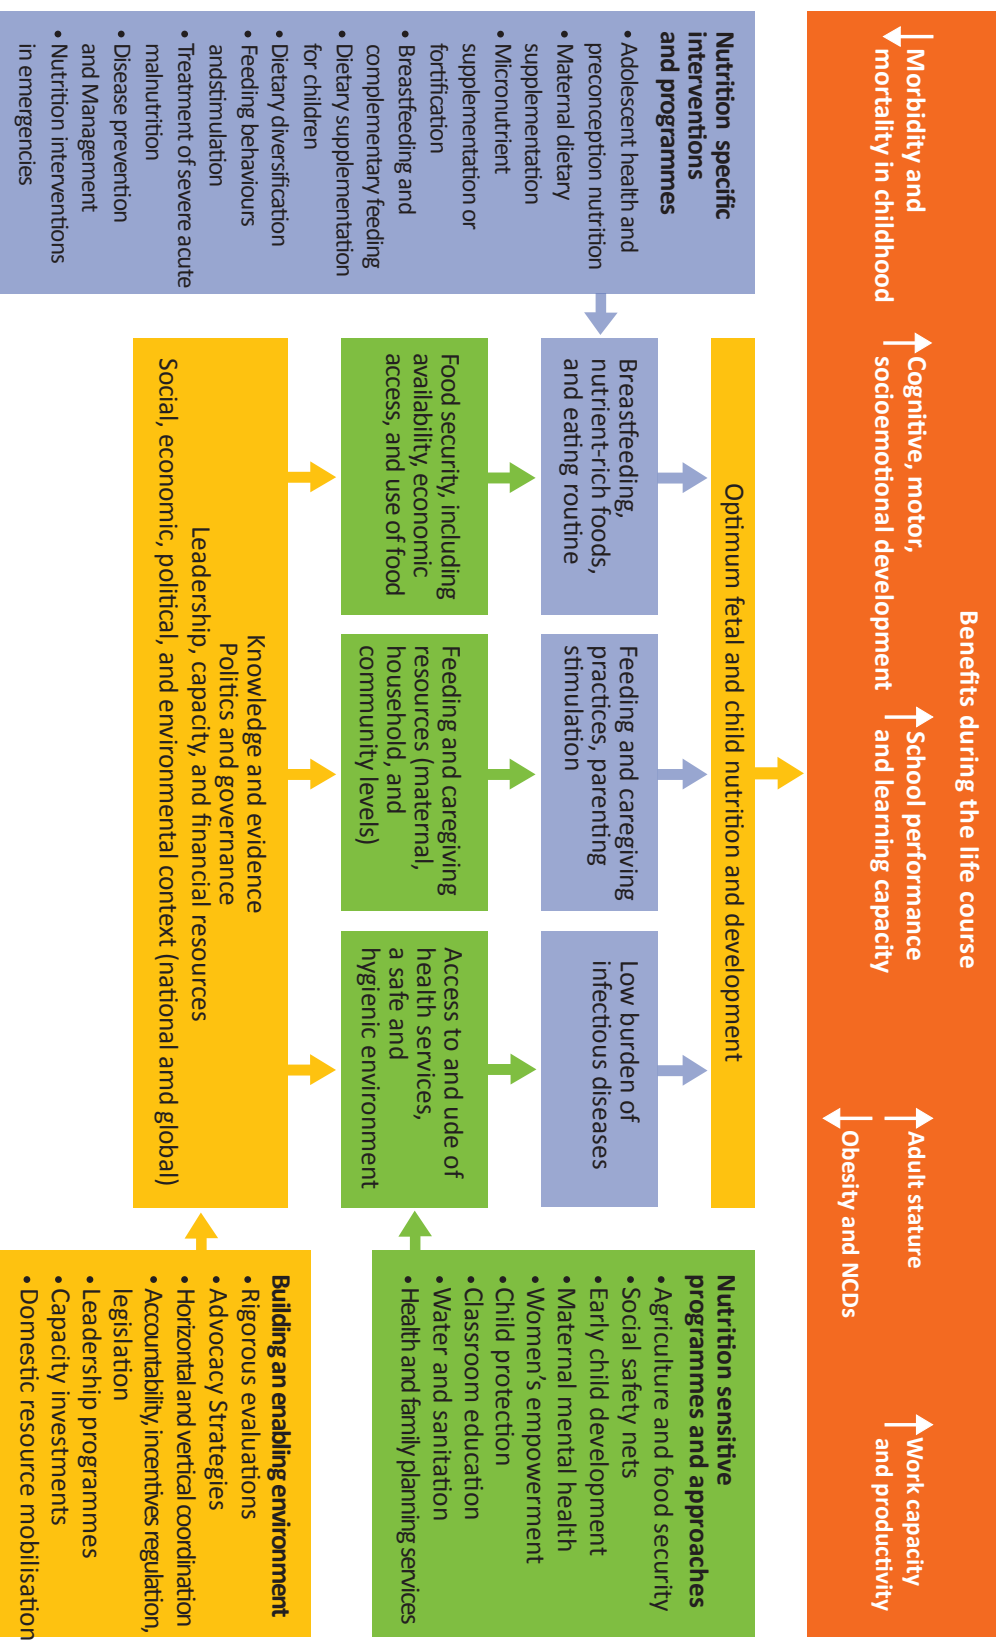 Benefits during the life course
Morbidity and
mortality in childhood
Cognitive, motor,
socioemotional development
School performance
and learning capacity
Adult stature
Obesity and NCDs
Work capacity
and productivity
Nutrition specific
interventions
and programmes
• Adolescent health and
preconception nutrition
• Maternal dietary
supplementation
• Micronutrient
supplementation or
fortification
• Breastfeeding and
complementary feeding
• Dietary supplementation
for children
• Dietary diversification
• Feeding behaviours
andstimulation
• Treatment of severe acute
malnutrition
• Disease prevention
and Management
• Nutrition interventions
in emergencies
Optimum fetal and child nutrition and development
Breastfeeding,
nutrient-rich foods,
and eating routine
Feeding and caregiving
practices, parenting
stimulation
Low burden of
infectious diseases
Food security, including
availability, economic
access, and use of food
Feeding and caregiving
resources (maternal,
household, and
community levels)
Access to and ude of
health services,
a safe and
hygienic environment
Knowledge and evidence
Politics and governance
Leadership, capacity, and financial resources
Social, economic, political, and environmental context (national amd global)
Nutrition sensitive
programmes and approaches
• Agriculture and food security
• Social safety nets
• Early child development
• Maternal mental health
• Women's empowerment
• Child protection
• Classroom education
• Water and sanitation
• Health and family planning services
Building an enabling environment
• Rigorous evaluations
• Advocacy Strategies
• Horizontal and vertical coordination
• Accountability, incentives regulation,
legislation
• Leadership programmes
• Capacity investments
• Domestic resource mobilisation